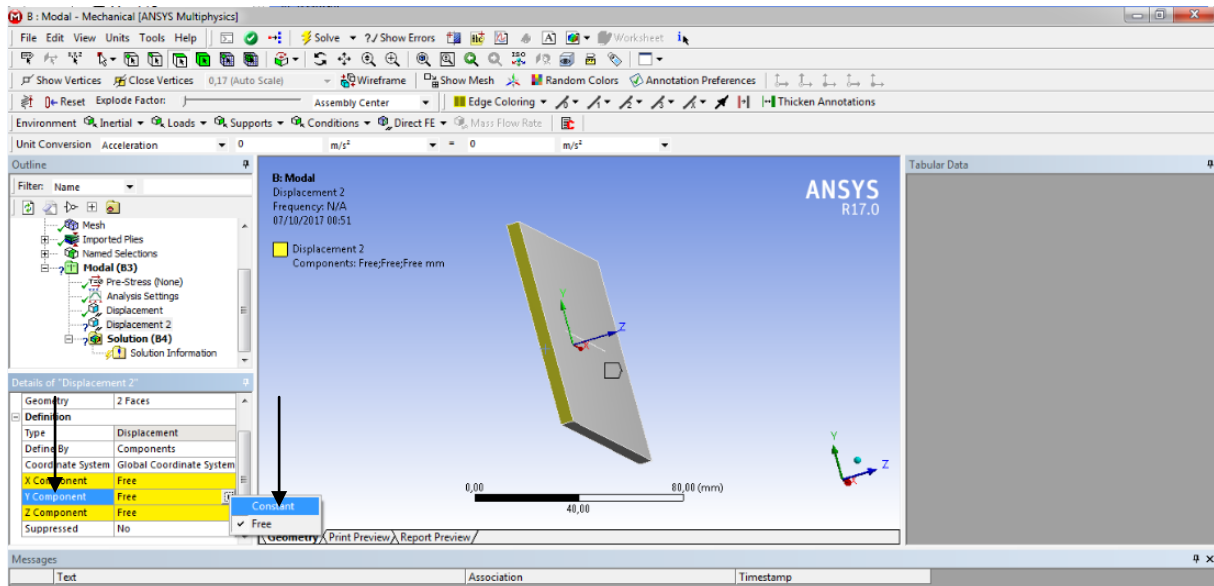 B : Modal - Mechanical [ANSYS Multiphysics]
File Edit View Units Tools Help Solve ?/ Show Errors Worksheet
Show Vertices Close Vertices 0,17 (Auto Scale) Wireframe Show Mesh Random Colors Annotation Preferences
Reset Explode Factor: Assembly Center Edge Coloring Thicken Annotations
Environment Inertial Loads Supports Conditions Direct FE Mass Flow Rate
Unit Conversion Acceleration 0 m/s² = 0 m/s²
Outline
Filter: Name
Mesh
Imported Plies
Named Selections
Modal (B3)
Pre-Stress (None)
Analysis Settings
Displacement
Displacement 2
Solution (B4)
Solution Information
Details of "Displacement 2"
Geometry 2 Faces
Definition
Type Displacement
Define By Components
Coordinate System Global Coordinate System
X Component Free
Y Component Free
Z Component Free
Suppressed No
Constant
Free
B: Modal
Displacement 2
Frequency: N/A
07/10/2017 00:51
Displacement 2
Components: Free;Free;Free mm
ANSYS
R17.0
Y
Z
X
Y
Z
0,00 80,00 (mm)
40,00
Geometry Print Preview Report Preview
Tabular Data
Messages
Text Association Timestamp